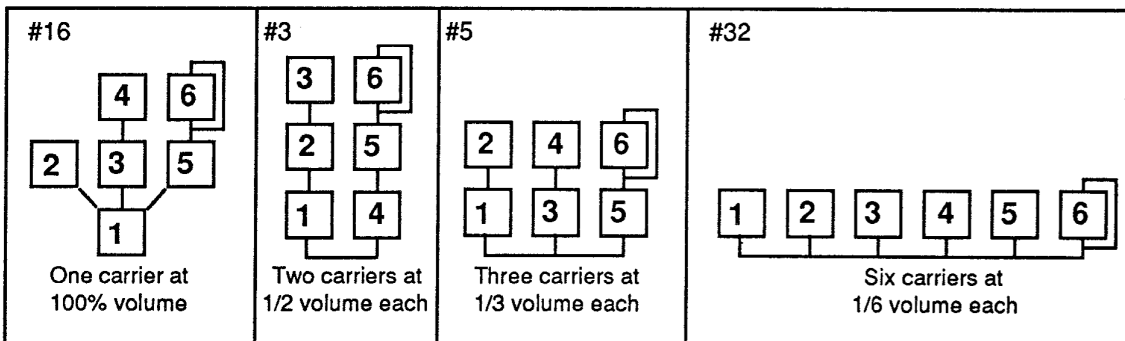 #16
4 6
2 3 5
1
One carrier at
100% volume
#3
3 6
2 5
1 4
Two carriers at
1/2 volume each
#5
2 4 6
1 3 5
Three carriers at
1/3 volume each
#32
1 2 3 4 5 6
Six carriers at
1/6 volume each